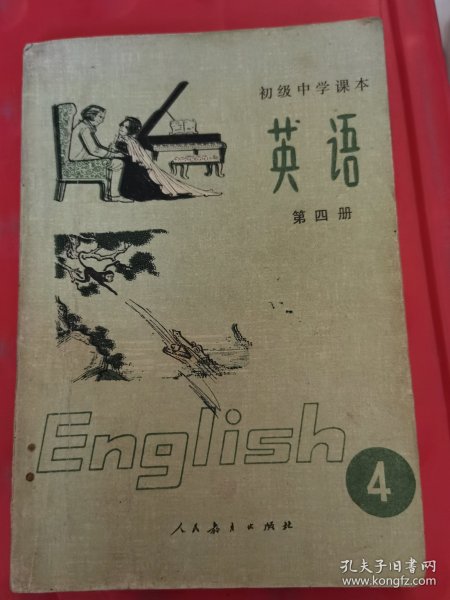 初级中学课本
英语
第四册
English
4
人民教育出版社
孔夫子旧书网
www.kongfz.com